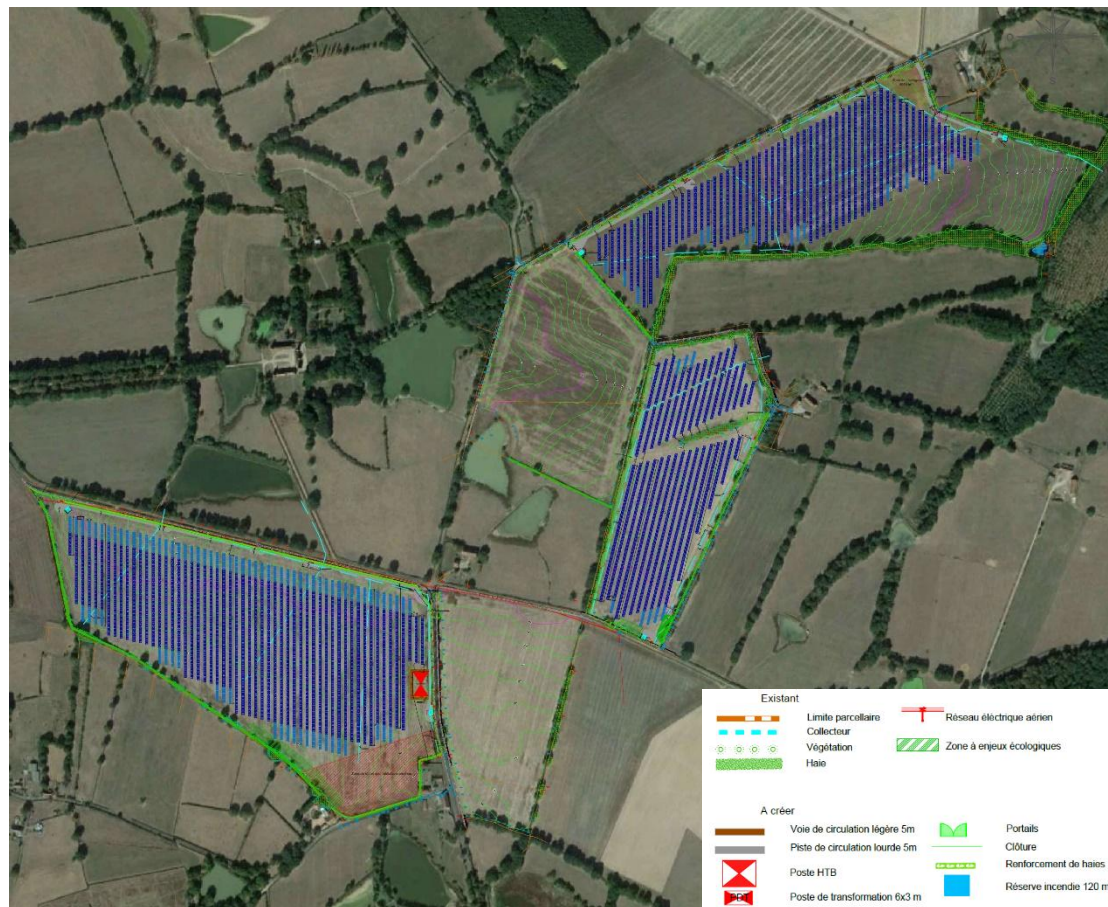 Existant
Limite parcellaire
Collecteur
Végétation
Haie
Réseau éléctrique aérien
Zone à enjeux écologiques
A créer
Voie de circulation légère 5m
Piste de circulation lourde 5m
Poste HTB
PDT
Poste de transformation 6x3 m
Portails
Clôture
Renforcement de haies
Réserve incendie 120 m